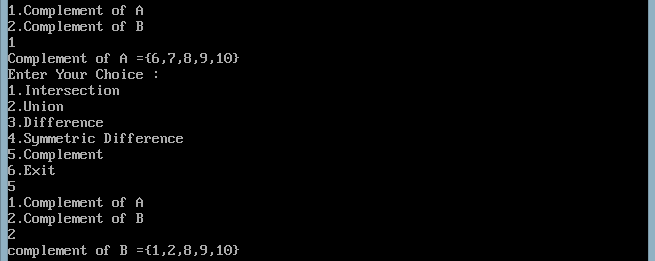 1.Complement of A
2.Complement of B
1
Complement of A ={6,7,8,9,10}
Enter Your Choice :
1.Intersection
2.Union
3.Difference
4.Symmetric Difference
5.Complement
6.Exit
5
1.Complement of A
2.Complement of B
2
complement of B ={1,2,8,9,10}